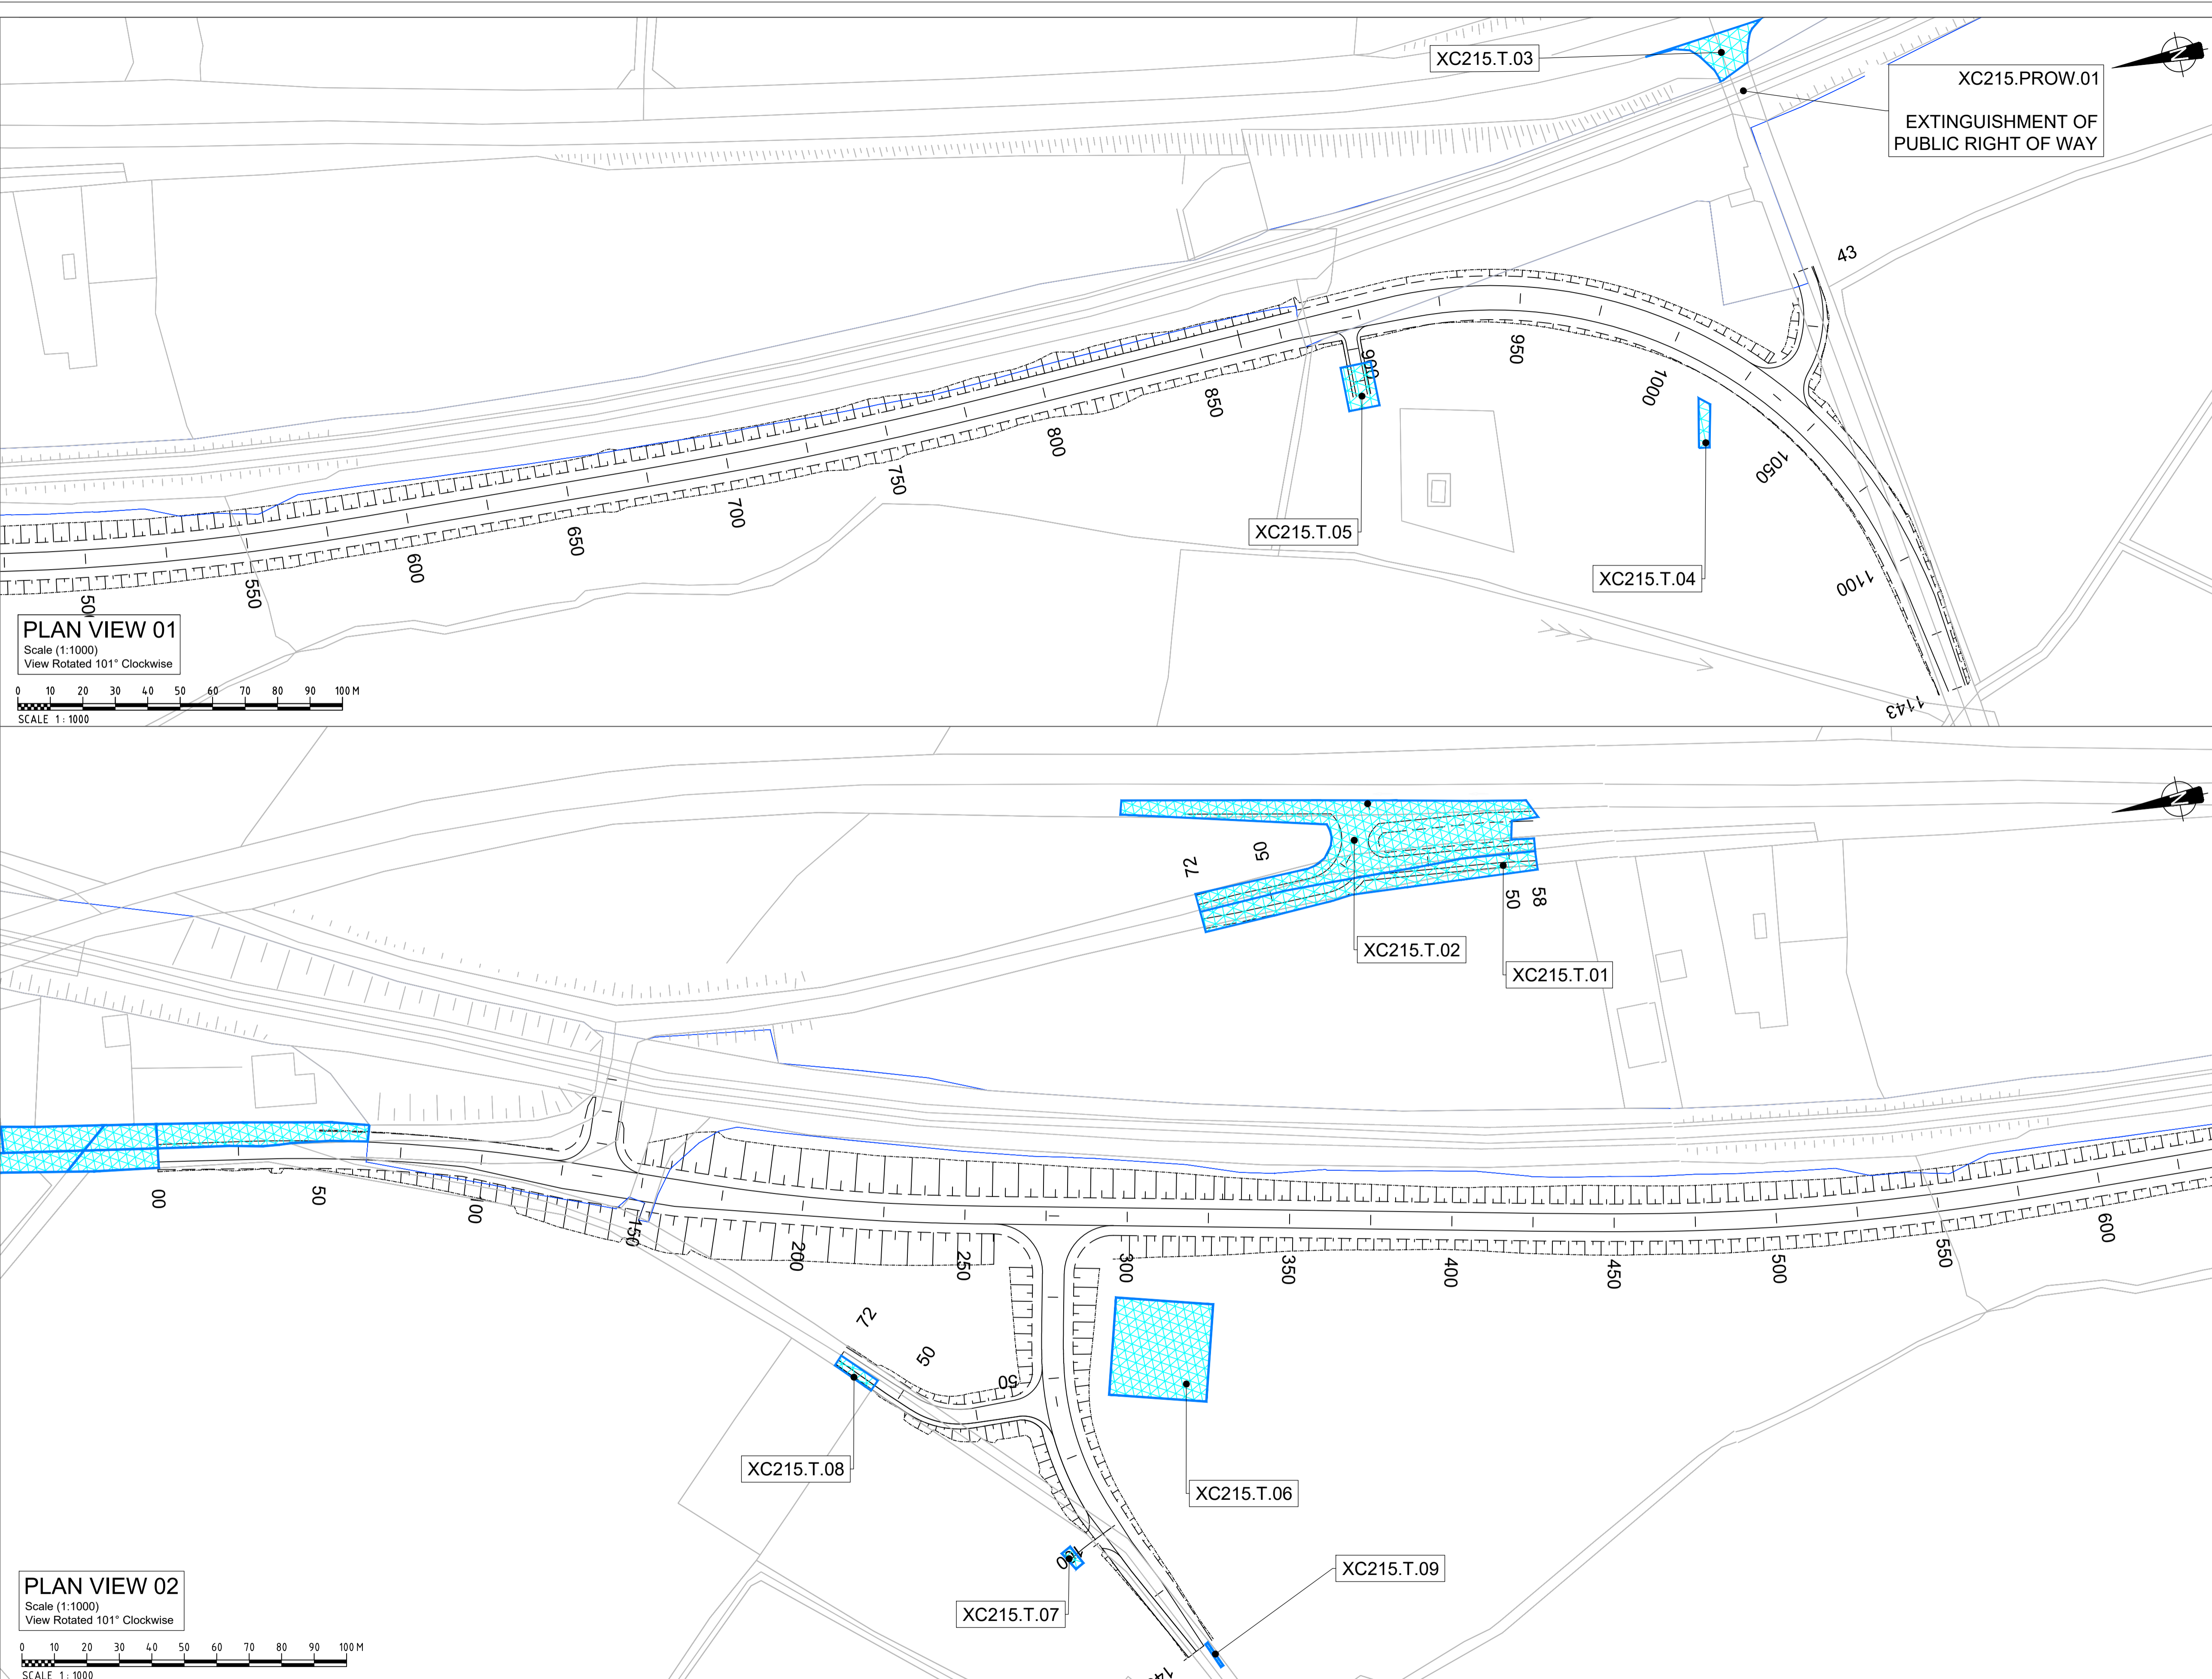 XC215.T.03
N
XC215.PROW.01
EXTINGUISHMENT OF
PUBLIC RIGHT OF WAY
43
900
950
1000
850
800
1050
750
700
650
XC215.T.05
600
XC215.T.04
1100
550
500
PLAN VIEW 01
Scale (1:1000)
View Rotated 101° Clockwise
0 10 20 30 40 50 60 70 80 90 100 M
SCALE 1 : 1000
1143
N
50
72
50
58
XC215.T.02
XC215.T.01
00
50
100
150
200
250
300
350
400
450
500
550
600
72
50
50
XC215.T.08
XC215.T.06
100
XC215.T.09
XC215.T.07
PLAN VIEW 02
Scale (1:1000)
View Rotated 101° Clockwise
0 10 20 30 40 50 60 70 80 90 100 M
SCALE 1 : 1000